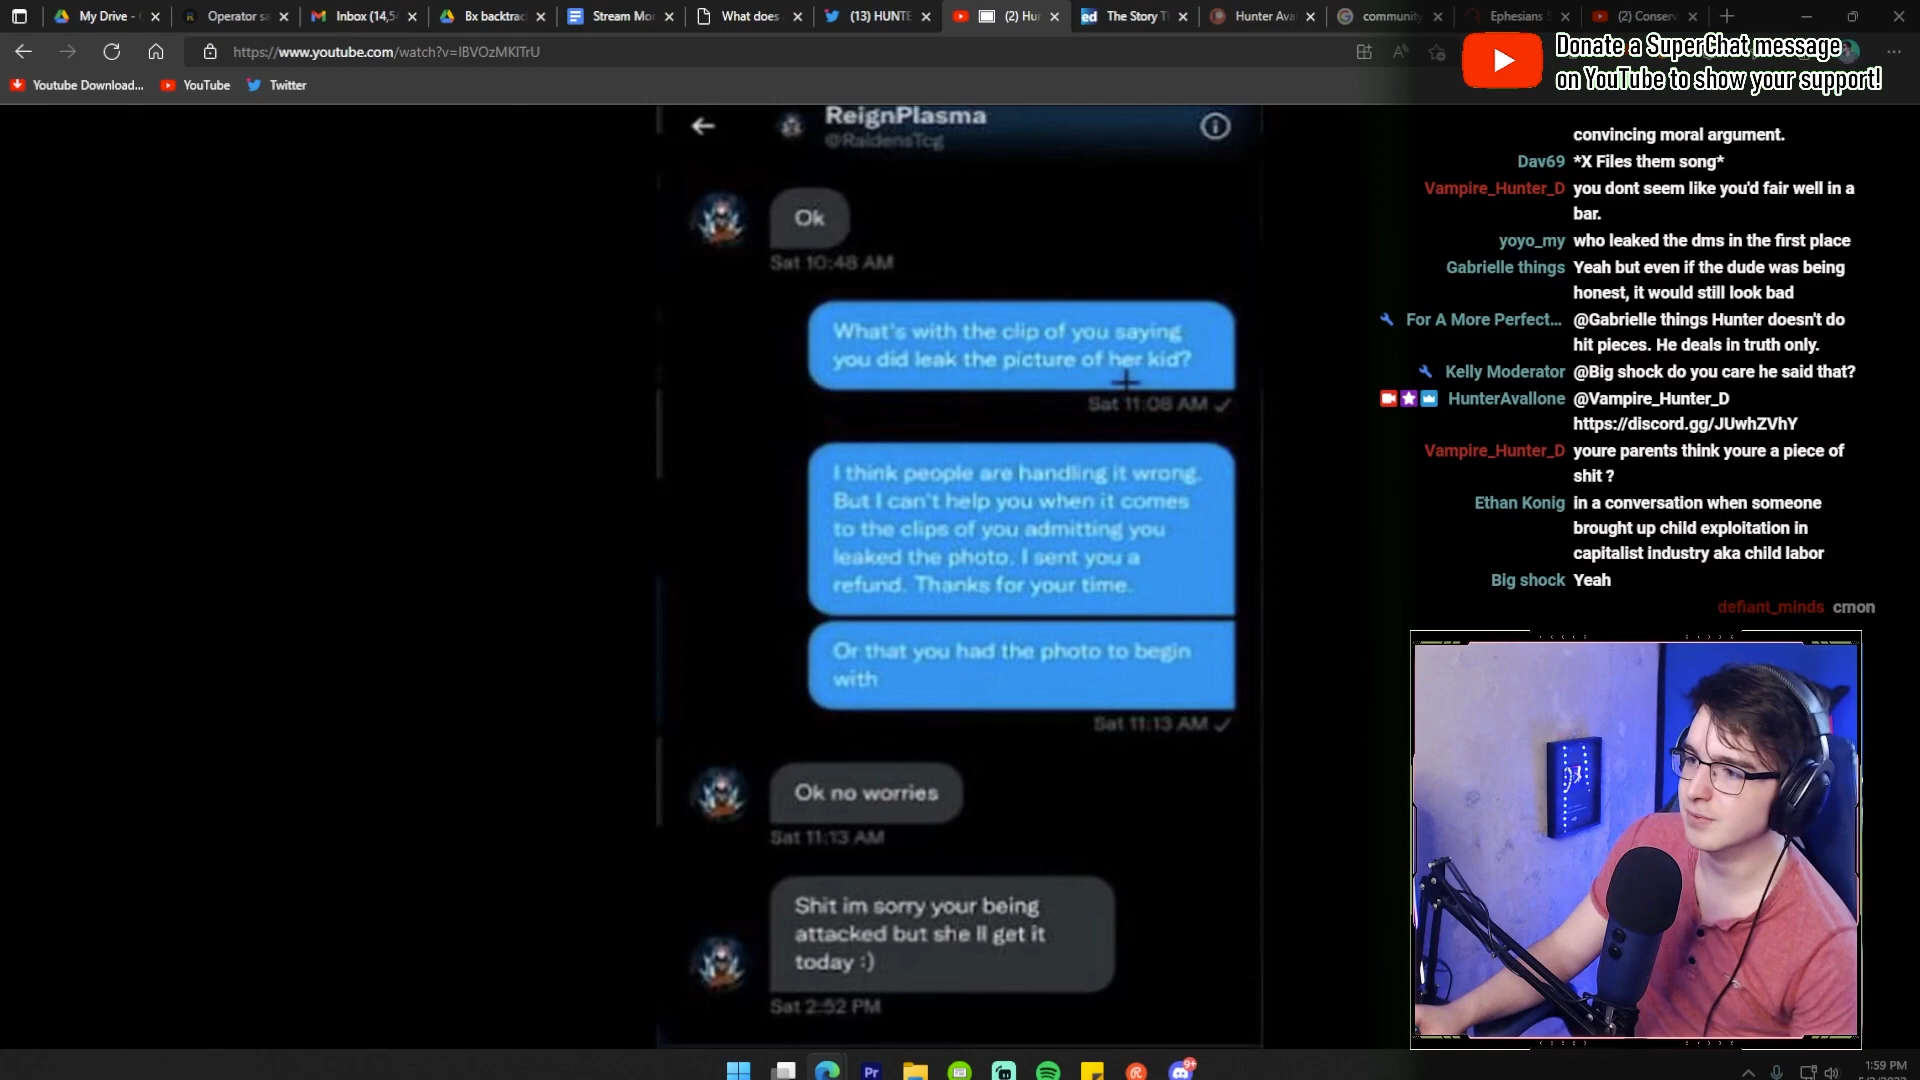 My Drive -
Operator sa
Inbox (14,5
Bx backtrac
Stream Mo
What does
(13) HUNTE
(2) Hu
The Story T
Hunter Ava
community
Ephesians 5
(2) Conserv
https://www.youtube.com/watch?v=IBVOzMKITrU
Youtube Download...
YouTube
Twitter
Donate a SuperChat message
on YouTube to show your support!
ReignPlasma
@RaidensTcg
Ok
Sat 10:48 AM
What's with the clip of you saying
you did leak the picture of her kid?
Sat 11:08 AM
I think people are handling it wrong.
But I can't help you when it comes
to the clips of you admitting you
leaked the photo. I sent you a
refund. Thanks for your time.
Or that you had the photo to begin
with
Sat 11:13 AM
Ok no worries
Sat 11:13 AM
Shit im sorry your being
attacked but she ll get it
today :)
Sat 2:52 PM
convincing moral argument.
Dav69 *X Files them song*
Vampire_Hunter_D you dont seem like you'd fair well in a
bar.
yoyo_my who leaked the dms in the first place
Gabrielle things Yeah but even if the dude was being
honest, it would still look bad
For A More Perfect... @Gabrielle things Hunter doesn't do
hit pieces. He deals in truth only.
Kelly Moderator @Big shock do you care he said that?
HunterAvallone @Vampire_Hunter_D
https://discord.gg/JUwhZVhY
Vampire_Hunter_D youre parents think youre a piece of
shit ?
Ethan Konig in a conversation when someone
brought up child exploitation in
capitalist industry aka child labor
Big shock Yeah
defiant_minds cmon
Pr
9+
1:59 PM